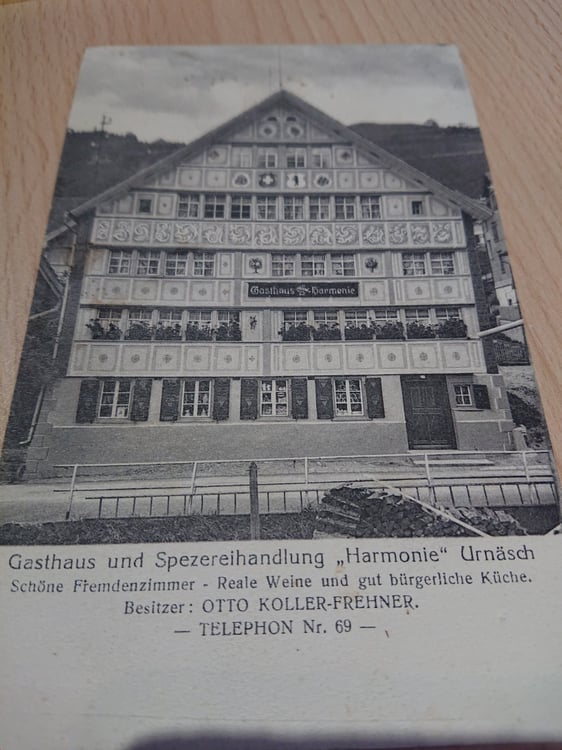 Gasthaus Harmonie
Gasthaus und Spezereihandlung „Harmonie“ Urnäsch
Schöne Fremdenzimmer - Reale Weine und gut bürgerliche Küche.
Besitzer: OTTO KOLLER-FREHNER.
— TELEPHON Nr. 69 —